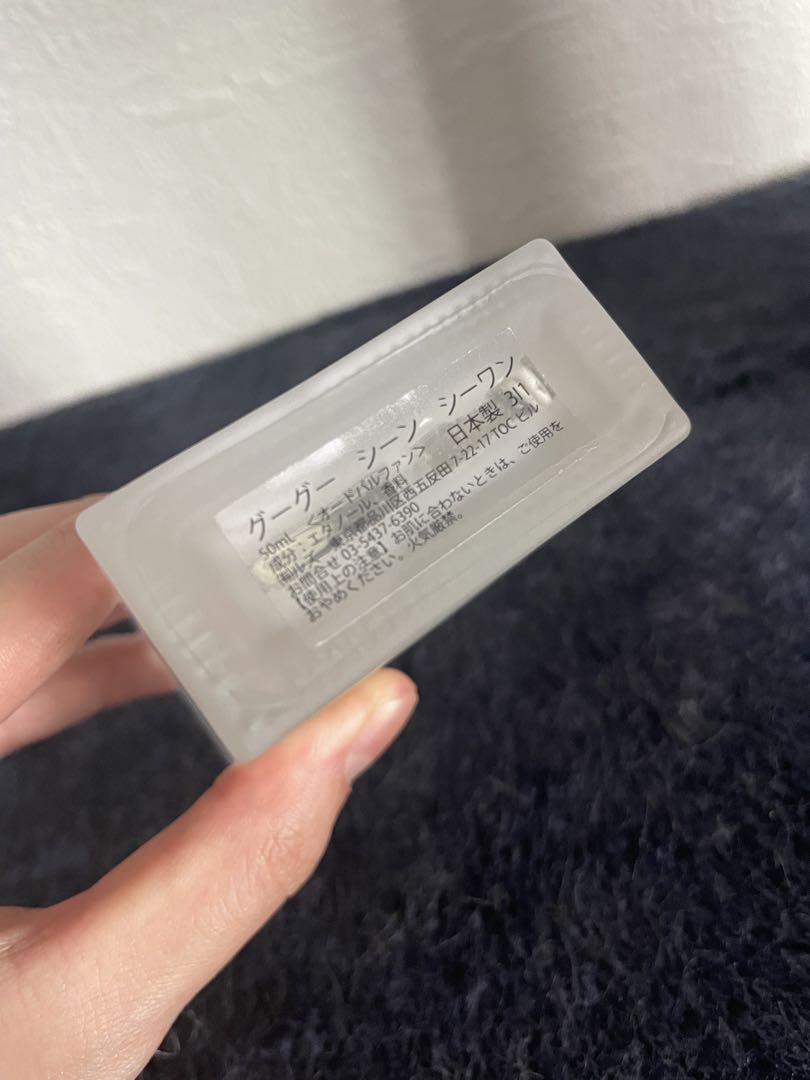 グーグー シーン シーワン
50mL <オードパルファン> 日本製 3I1
成分：エタノール、香料
東京都品川区西五反田 7-22-17 TOC ビル
お問合せ 03-5437-6390
【使用上の注意】お肌に合わないときは、ご使用を
おやめください。火気厳禁。